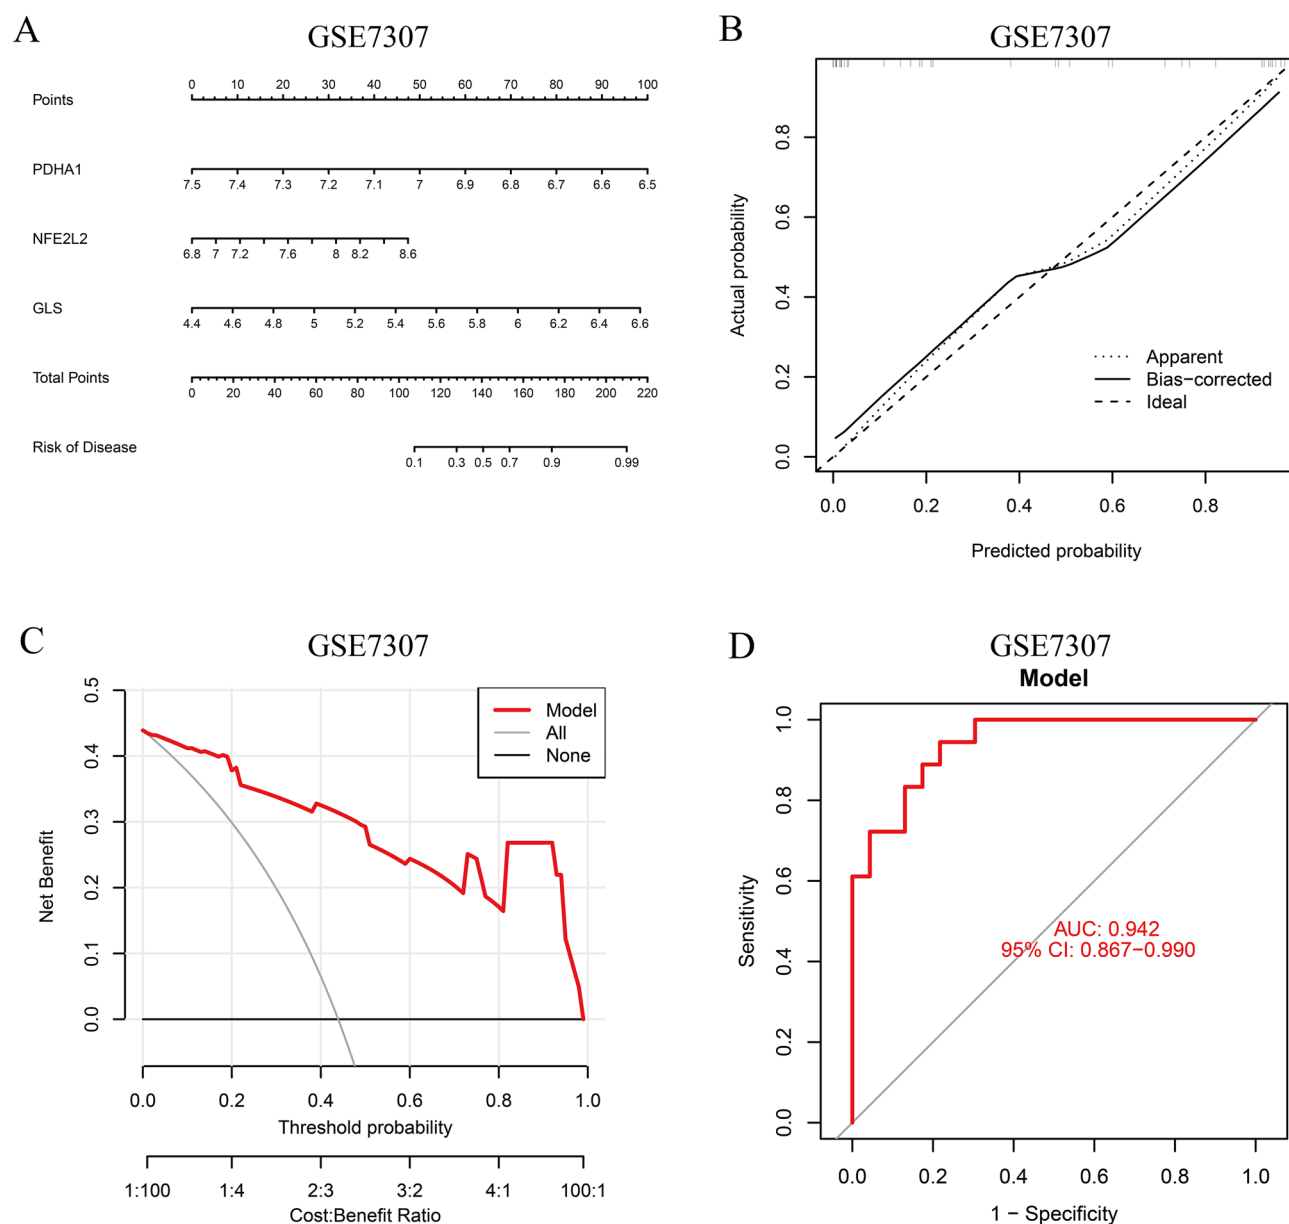 A
GSE7307
Points
0 10 20 30 40 50 60 70 80 90 100
PDHA1
7.5 7.4 7.3 7.2 7.1 7 6.9 6.8 6.7 6.6 6.5
NFE2L2
6.8 7 7.2 7.6 8 8.2 8.6
GLS
4.4 4.6 4.8 5 5.2 5.4 5.6 5.8 6 6.2 6.4 6.6
Total Points
0 20 40 60 80 100 120 140 160 180 200 220
Risk of Disease
0.1 0.3 0.5 0.7 0.9 0.99
B
GSE7307
Actual probability
0.8
0.6
0.4
0.2
0.0
Apparent
Bias−corrected
Ideal
0.0 0.2 0.4 0.6 0.8
Predicted probability
C
GSE7307
Net Benefit
0.5
0.4
0.3
0.2
0.1
0.0
Model
All
None
0.0 0.2 0.4 0.6 0.8 1.0
Threshold probability
1:100 1:4 2:3 3:2 4:1 100:1
Cost:Benefit Ratio
D
GSE7307
Model
Sensitivity
1.0
0.8
0.6
0.4
0.2
0.0
AUC: 0.942
95% CI: 0.867−0.990
0.0 0.2 0.4 0.6 0.8 1.0
1 − Specificity